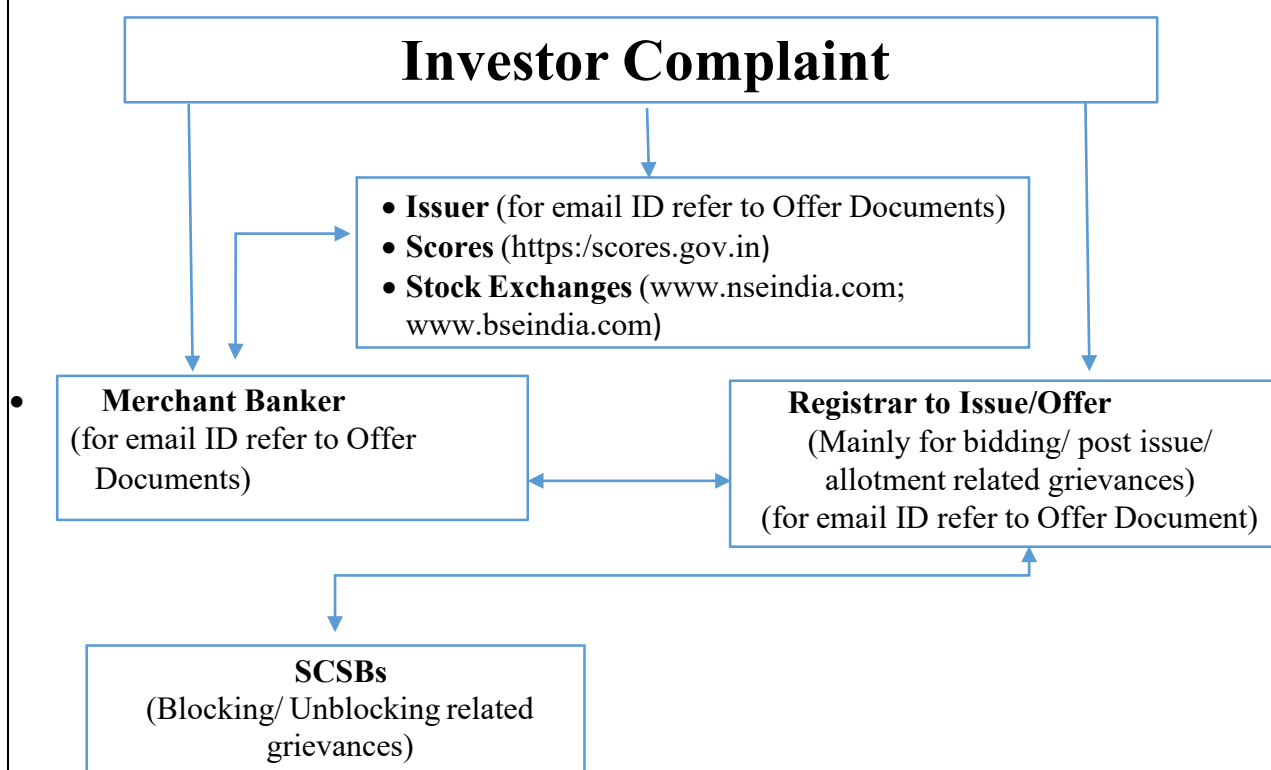 Investor Complaint
• Issuer (for email ID refer to Offer Documents)
• Scores (https:/scores.gov.in)
• Stock Exchanges (www.nseindia.com;
www.bseindia.com)
• Merchant Banker
(for email ID refer to Offer
Documents)
Registrar to Issue/Offer
(Mainly for bidding/ post issue/
allotment related grievances)
(for email ID refer to Offer Document)
SCSBs
(Blocking/ Unblocking related
grievances)